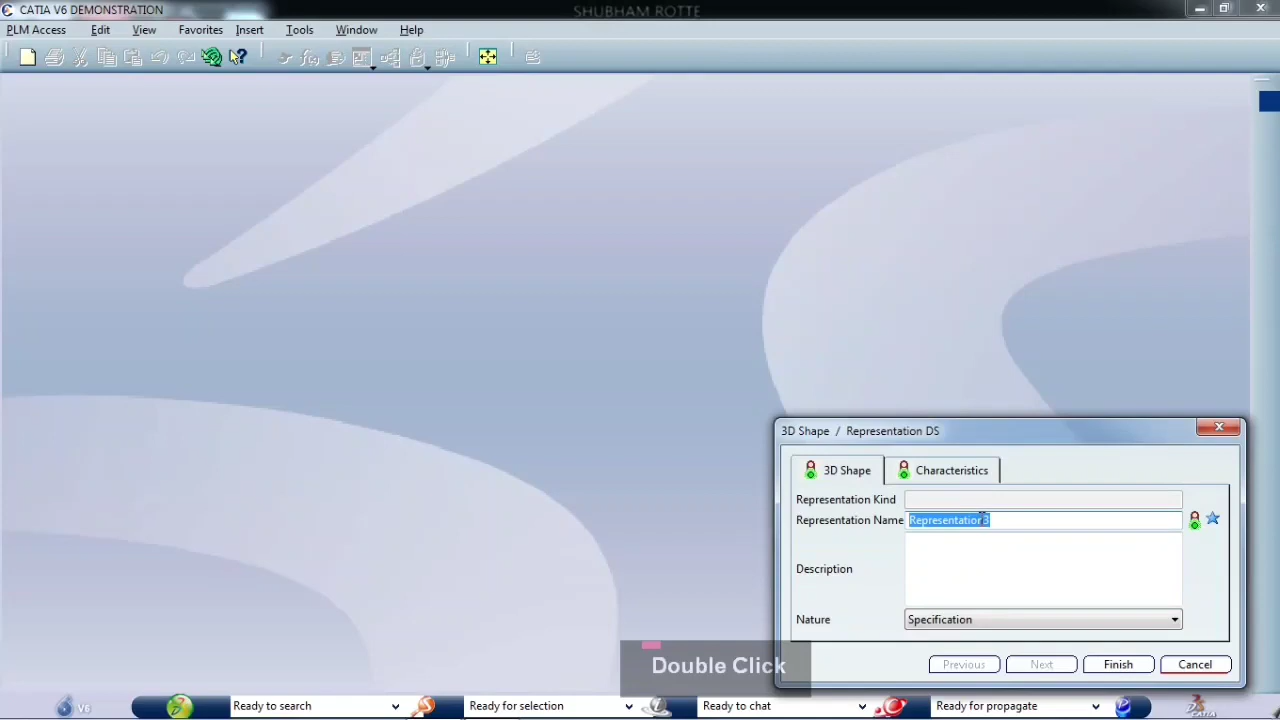 CATIA V6 DEMONSTRATION
SHUBHAM ROTTE
PLM Access Edit View Favorites Insert Tools Window Help
3D Shape / Representation DS
3D Shape Characteristics
Representation Kind
Representation Name Representation3
Description
Nature Specification
Previous Next Finish Cancel
Double Click
V6 Ready to search Ready for selection Ready to chat Ready for propagate CATIA